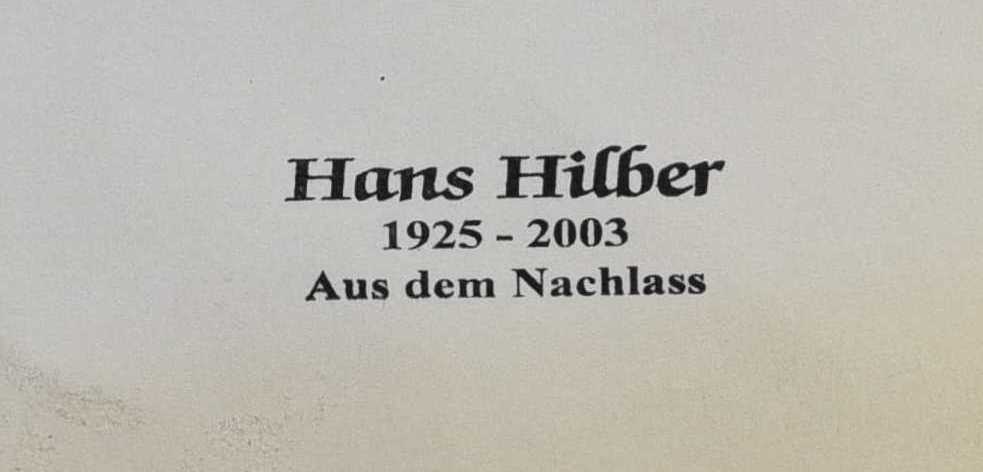 Hans Hilber
1925 - 2003
Aus dem Nachlass